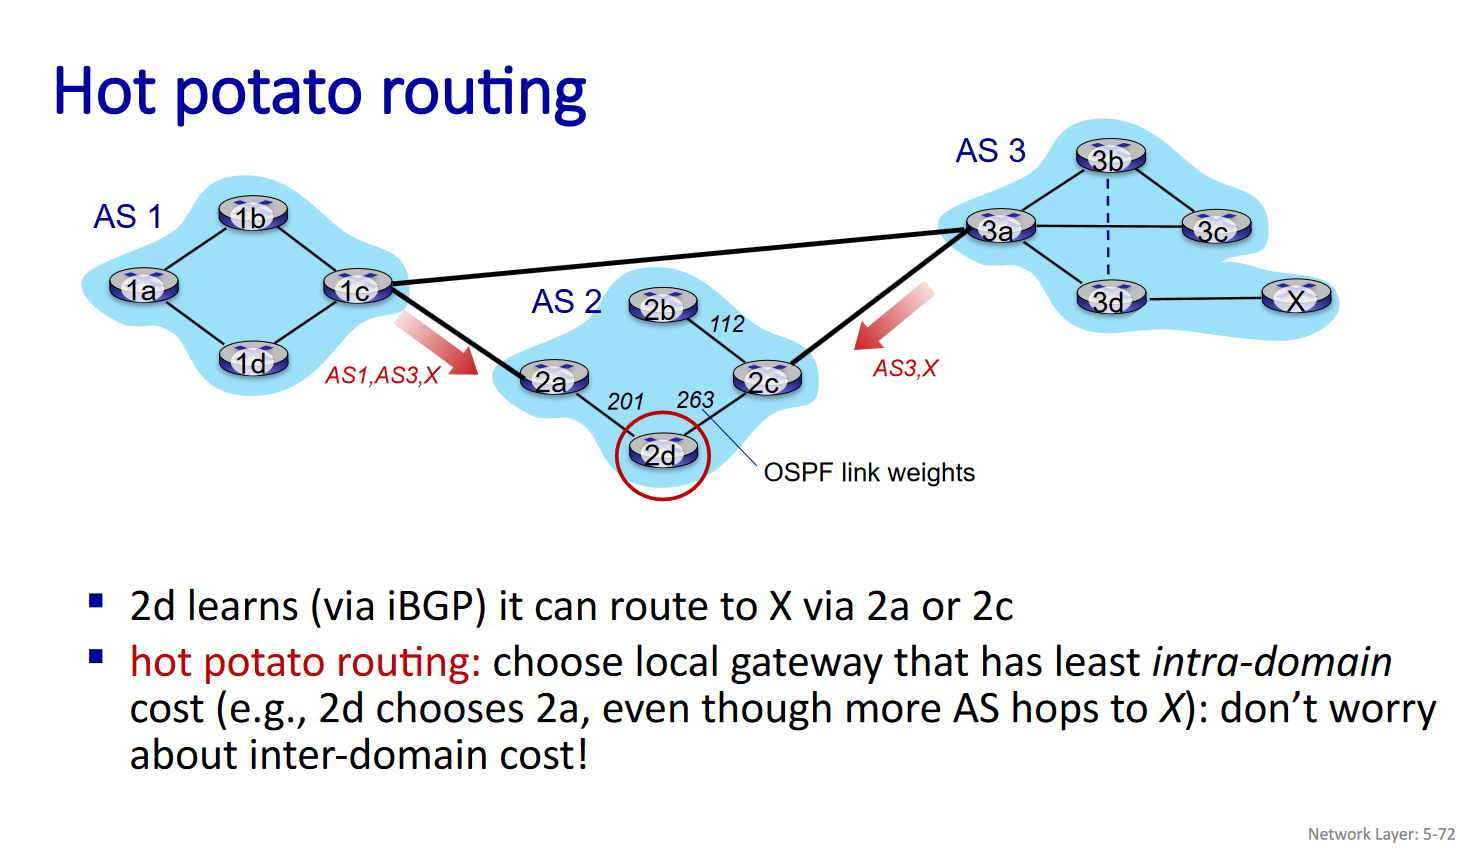 Hot potato routing
AS 3
3b
AS 1
1b
3a
3c
1a
1c
AS 2
2b
3d
X
112
1d
AS1,AS3,X
2a
2c
AS3,X
201
263
2d
OSPF link weights
▪ 2d learns (via iBGP) it can route to X via 2a or 2c
▪ hot potato routing: choose local gateway that has least intra-domain
cost (e.g., 2d chooses 2a, even though more AS hops to X): don’t worry
about inter-domain cost!
Network Layer: 5-72